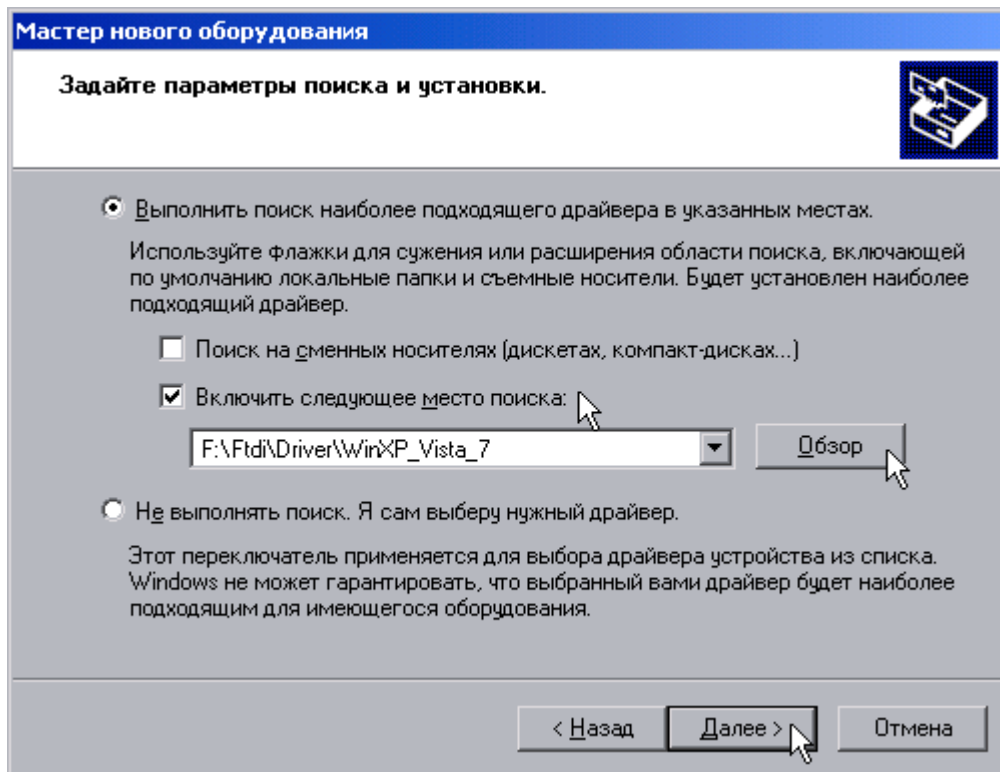 Мастер нового оборудования
Задайте параметры поиска и установки.
Выполнить поиск наиболее подходящего драйвера в указанных местах.
Используйте флажки для сужения или расширения области поиска, включающей
по умолчанию локальные папки и съемные носители. Будет установлен наиболее
подходящий драйвер.
Поиск на сменных носителях (дискетах, компакт-дисках...)
Включить следующее место поиска:
F:\Ftdi\Driver\WinXP_Vista_7
Обзор
Не выполнять поиск. Я сам выберу нужный драйвер.
Этот переключатель применяется для выбора драйвера устройства из списка.
Windows не может гарантировать, что выбранный вами драйвер будет наиболее
подходящим для имеющегося оборудования.
< Назад Далее > Отмена